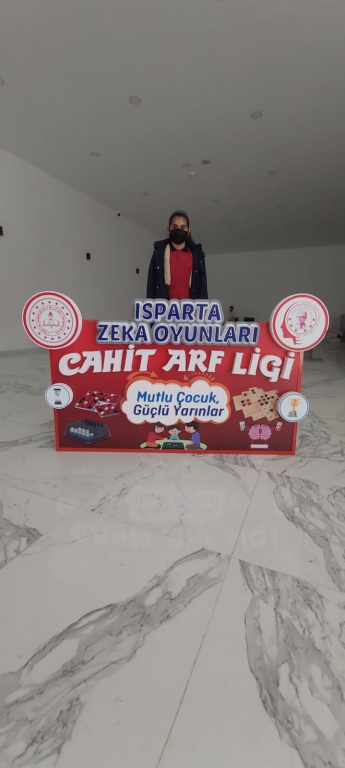 ISPARTA
ZEKA OYUNLARI
CAHİT ARF LİGİ
Mutlu Çocuk,
Güçlü Yarınlar